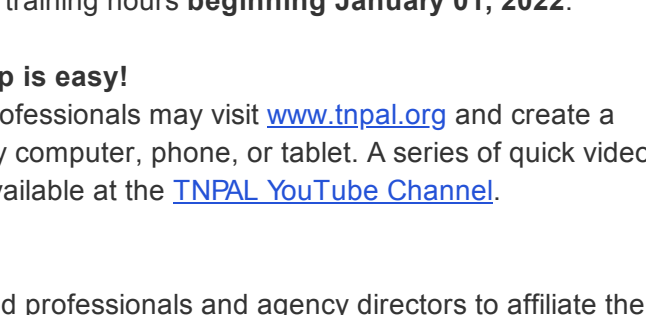 training hours beginning January 01, 2022.
p is easy!
rofessionals may visit www.tnpal.org and create a
y computer, phone, or tablet. A series of quick video
vailable at the TNPAL YouTube Channel.
d professionals and agency directors to affiliate the